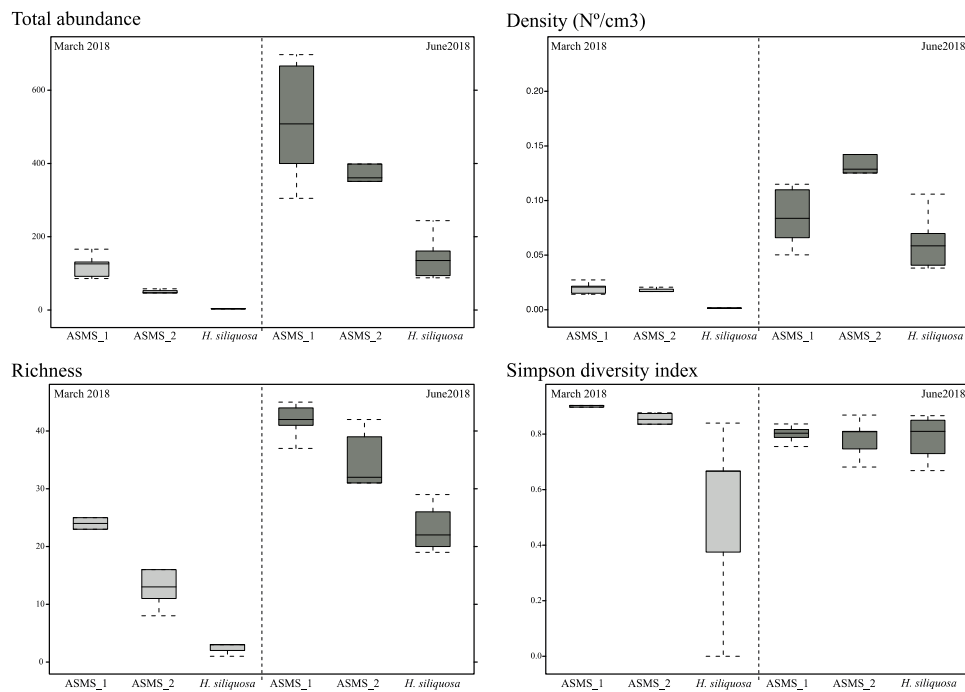 Total abundance
March 2018
June2018
600
400
200
0
ASMS_1
ASMS_2
H. siliquosa
ASMS_1
ASMS_2
H. siliquosa
Density (Nº/cm3)
March 2018
June2018
0.20
0.15
0.10
0.05
0.00
ASMS_1
ASMS_2
H. siliquosa
ASMS_1
ASMS_2
H. siliquosa
Richness
March 2018
June2018
40
30
20
10
0
ASMS_1
ASMS_2
H. siliquosa
ASMS_1
ASMS_2
H. siliquosa
Simpson diversity index
March 2018
June2018
0.8
0.6
0.4
0.2
0.0
ASMS_1
ASMS_2
H. siliquosa
ASMS_1
ASMS_2
H. siliquosa